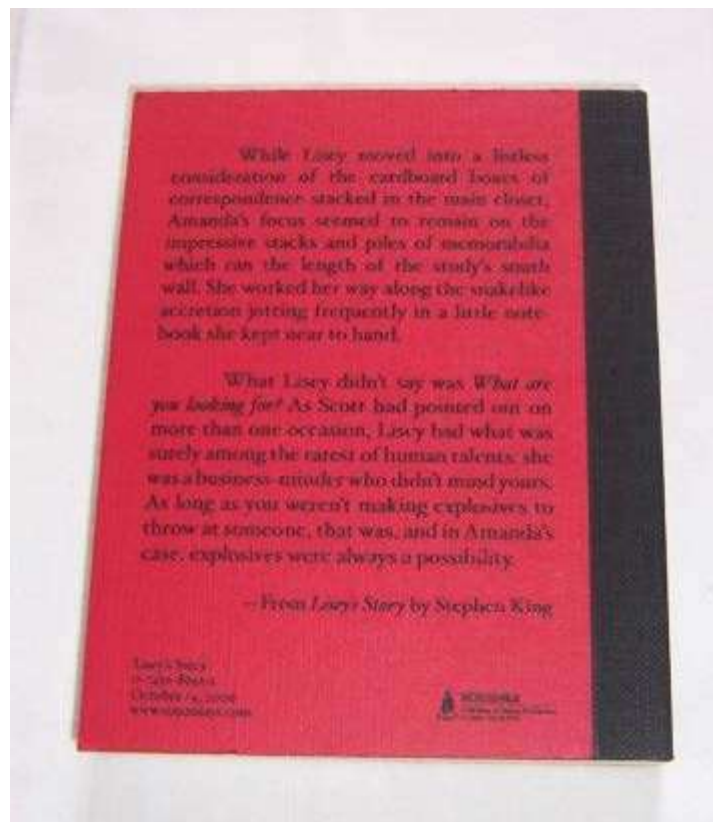 While Lisey moved into a listless
consideration of the cardboard boxes of
correspondence stacked in the main closet,
Amanda's focus seemed to remain on the
impressive stacks and piles of memorabilia
which ran the length of the study's south
wall. She worked her way along the snakelike
accretion jotting frequently in a little note-
book she kept near to hand.
What Lisey didn't say was What are
you looking for? As Scott had pointed out on
more than one occasion, Lisey had what was
surely among the rarest of human talents: she
was a business-minder who didn't mind yours.
As long as you weren't making explosives to
throw at someone, that was, and in Amanda's
case, explosives were always a possibility.
—From Lisey's Story by Stephen King
Lisey's Story
October